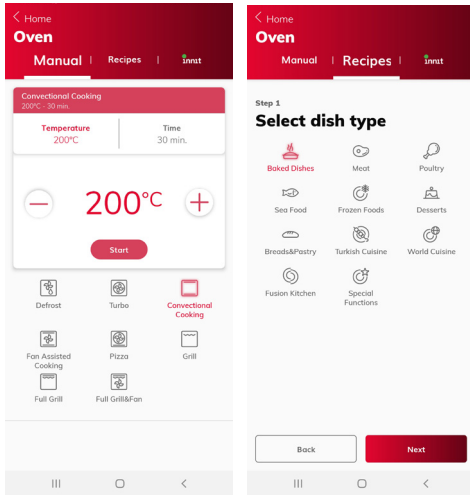 Home
Oven
Manual
Recipes
innit
Convectional Cooking
200°C - 30 min.
Temperature
200°C
Time
30 min.
200°C
Start
Defrost
Turbo
Convectional
Cooking
Fan Assisted
Cooking
Pizza
Grill
Full Grill
Full Grill&Fan
Home
Oven
Manual
Recipes
innit
Step 1
Select dish type
Baked Dishes
Meat
Poultry
Sea Food
Frozen Foods
Desserts
Breads&Pastry
Turkish Cuisine
World Cuisine
Fusion Kitchen
Special
Functions
Back
Next